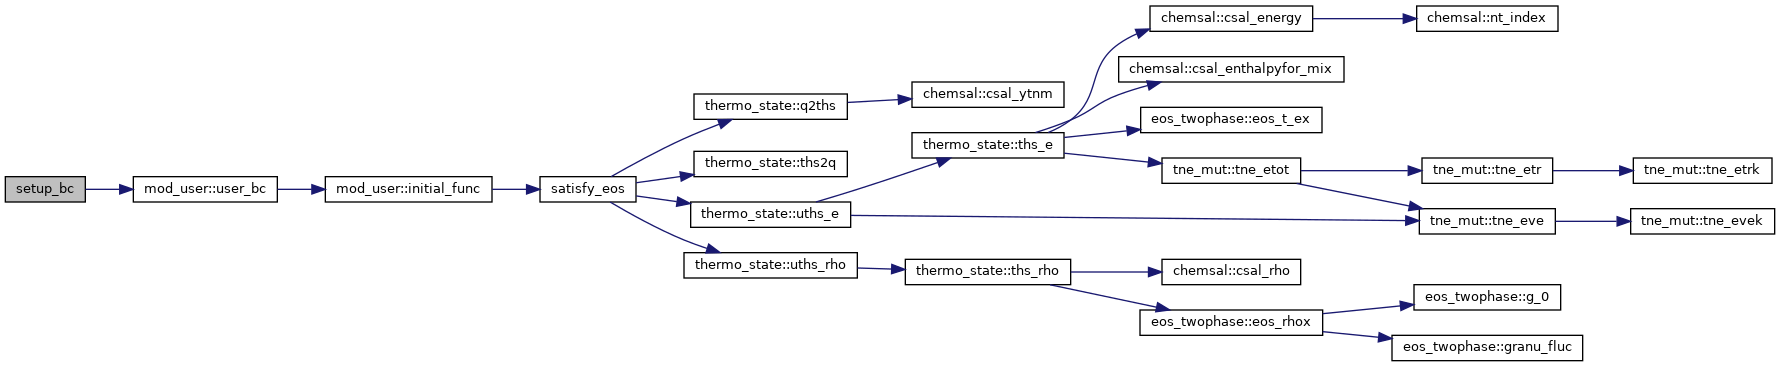 setup_bc
mod_user::user_bc
mod_user::initial_func
satisfy_eos
thermo_state::q2ths
chemsal::csal_ytnm
thermo_state::ths2q
thermo_state::uths_e
thermo_state::ths_e
chemsal::csal_energy
chemsal::nt_index
chemsal::csal_enthalpyfor_mix
eos_twophase::eos_t_ex
tne_mut::tne_etot
tne_mut::tne_etr
tne_mut::tne_etrk
tne_mut::tne_eve
tne_mut::tne_evek
thermo_state::uths_rho
thermo_state::ths_rho
chemsal::csal_rho
eos_twophase::eos_rhox
eos_twophase::g_0
eos_twophase::granu_fluc